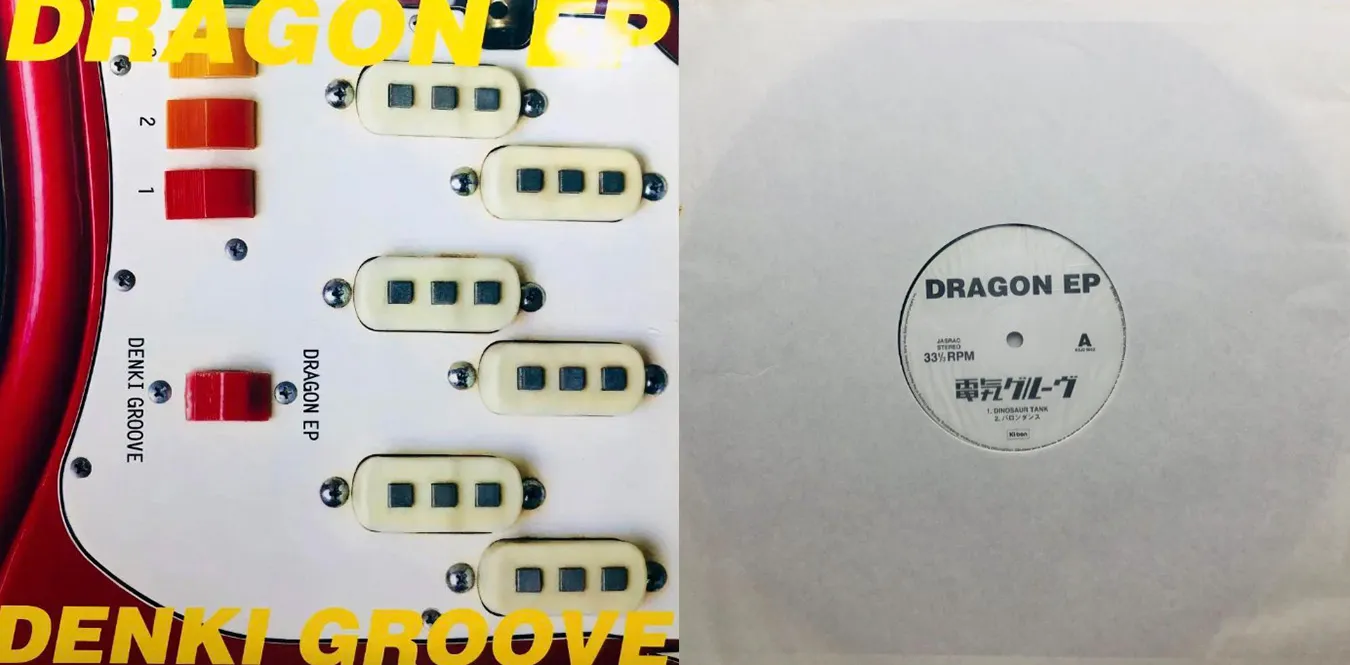 DRAGON EP
2
1
DENKI GROOVE
DRAGON EP
DENKI GROOVE
DRAGON EP
JASRAC
STEREO
33⅓ RPM
A
電気グルーヴ
1. DINOSAUR TANK
2. バロンダンス
Ki/oon